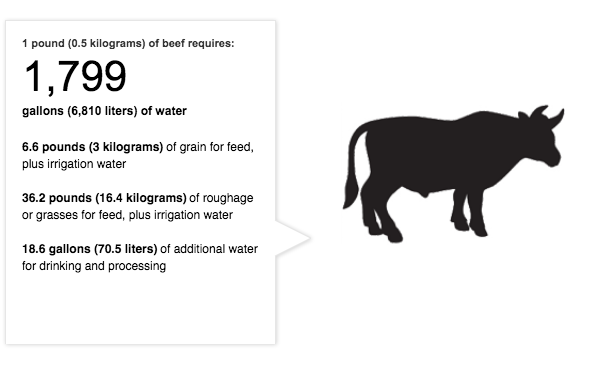 1 pound (0.5 kilograms) of beef requires:
1,799
gallons (6,810 liters) of water
6.6 pounds (3 kilograms) of grain for feed,
plus irrigation water
36.2 pounds (16.4 kilograms) of roughage
or grasses for feed, plus irrigation water
18.6 gallons (70.5 liters) of additional water
for drinking and processing